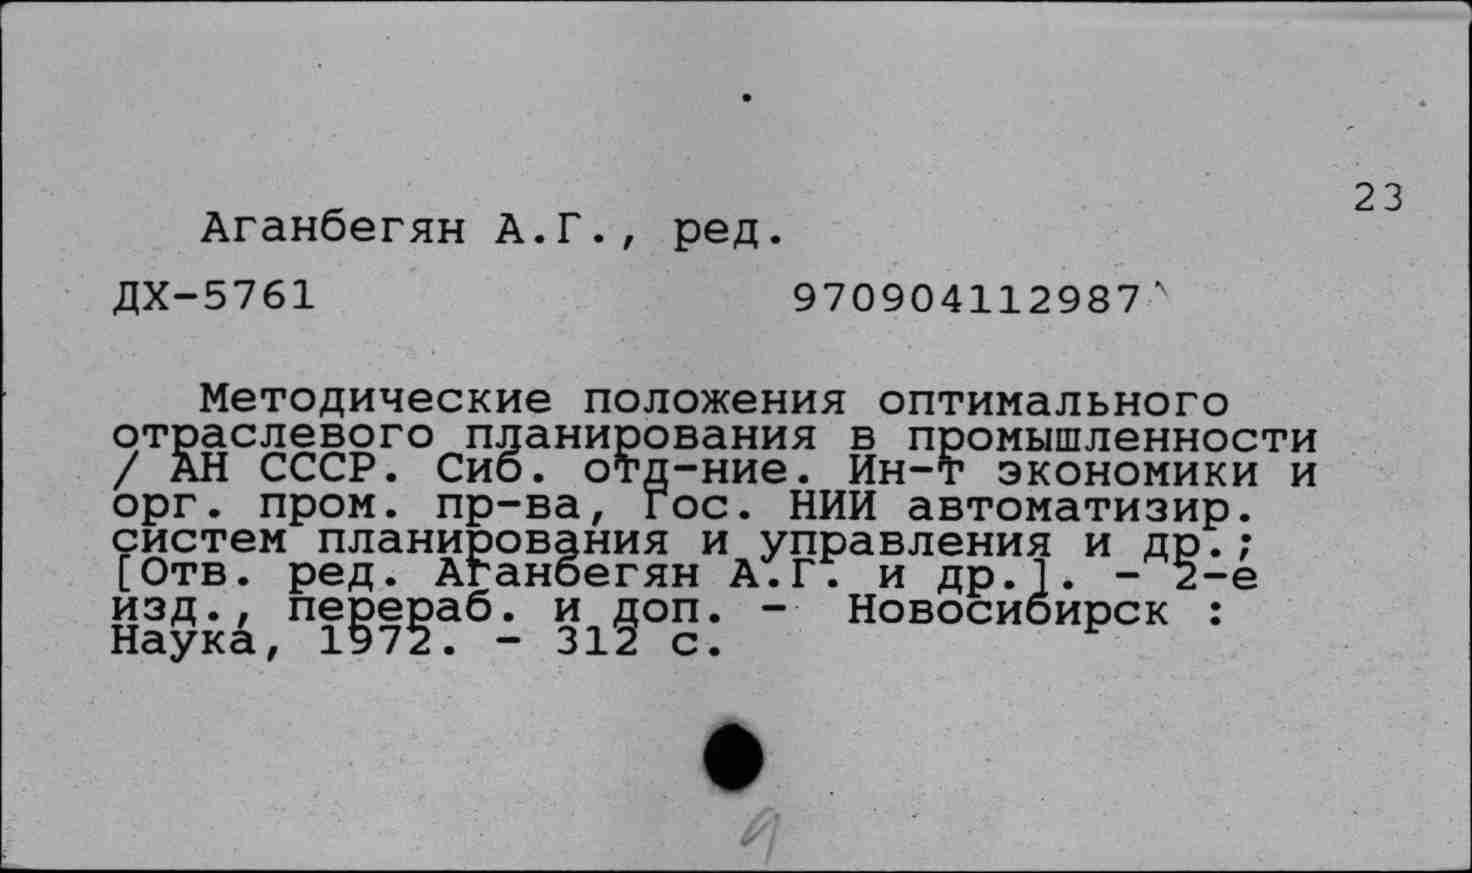 23
Аганбегян А.Г., ред.
ДХ-5761 970904112987
Методические положения оптимального
отраслевого планирования в промышленности
/ АН СССР. Сиб. отд-ние. Ин-т экономики и
орг. пром. пр-ва, Гос. НИИ автоматизир.
систем планирования и управления и др.;
[Отв. ред. Аганбегян А.Г. и др.]. - 2-е
изд., перераб. и доп. - Новосибирск :
Наука, 1972. - 312 с.